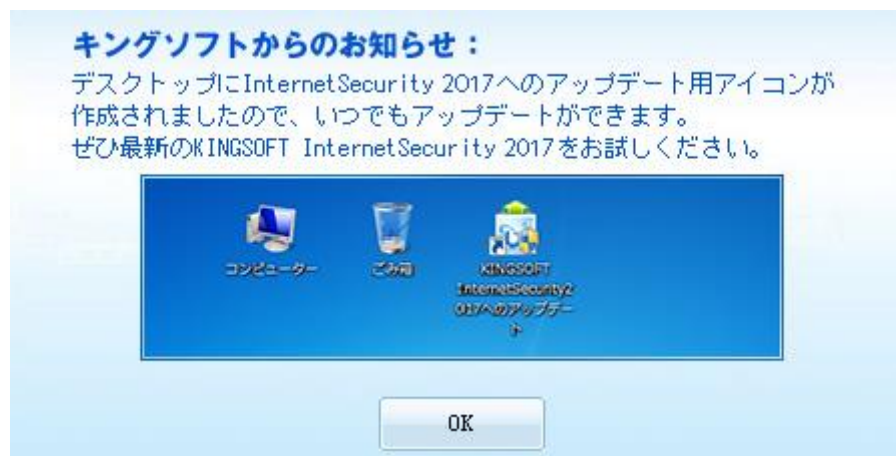 キングソフトからのお知らせ：
デスクトップにInternetSecurity 2017へのアップデート用アイコンが
作成されましたので、いつでもアップデートができます。
ぜひ最新のKINGSOFT InternetSecurity 2017をお試しください。
コンピューター
ごみ箱
KINGSOFT
InternetSecurity2
017へのアップデー
ト
OK